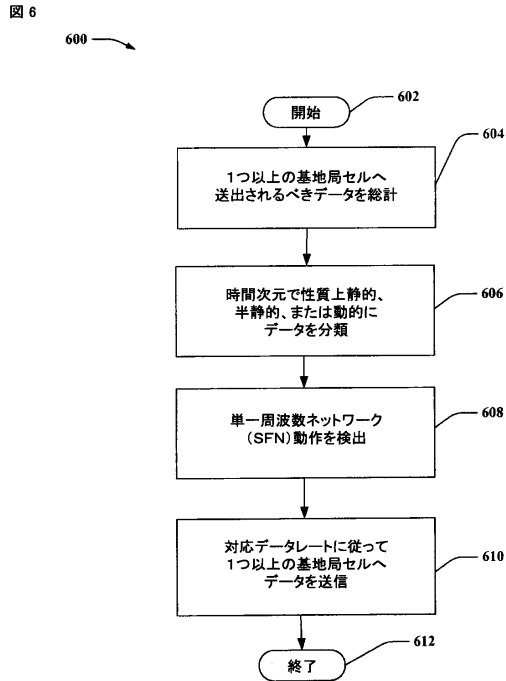 図 6
600
開始
602
604
1つ以上の基地局セルへ
送出されるべきデータを総計
606
時間次元で性質上静的、
半静的、または動的に
データを分類
608
単一周波数ネットワーク
(SFN)動作を検出
610
対応データレートに従って
1つ以上の基地局セルへ
データを送信
612
終了